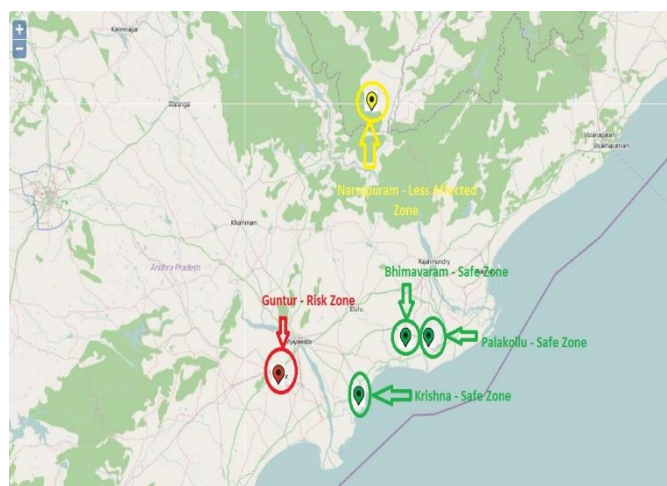 +
−
Karimnagar
Warangal
Vizianagaram
Visakhapatnam
Narsapuram - Less Affected
Zone
Khammam
Andhra Pradesh
Rajahmundry
Bhimavaram - Safe Zone
Guntur - Risk Zone
Eluru
Vijayawada
Palakollu - Safe Zone
Krishna - Safe Zone